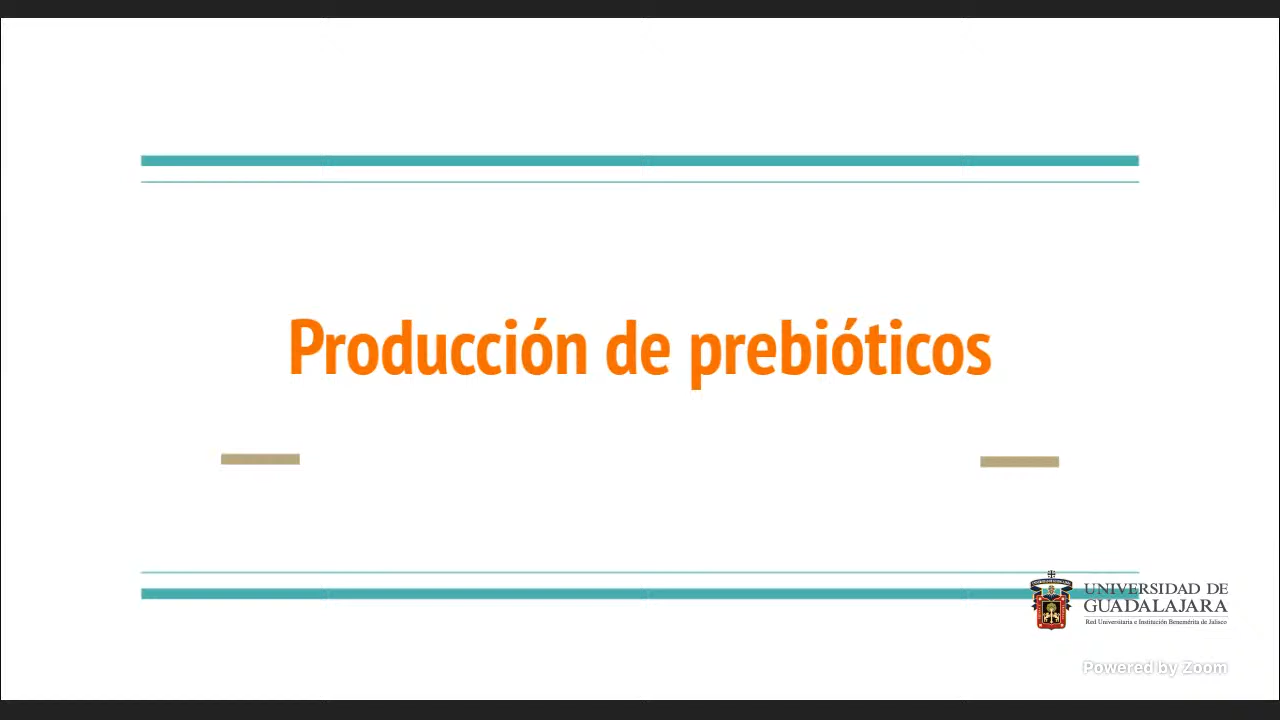 Producción de prebióticos
UNIVERSIDAD DE
GUADALAJARA
Red Universitaria e Institución Benemérita de Jalisco
Powered by Zoom